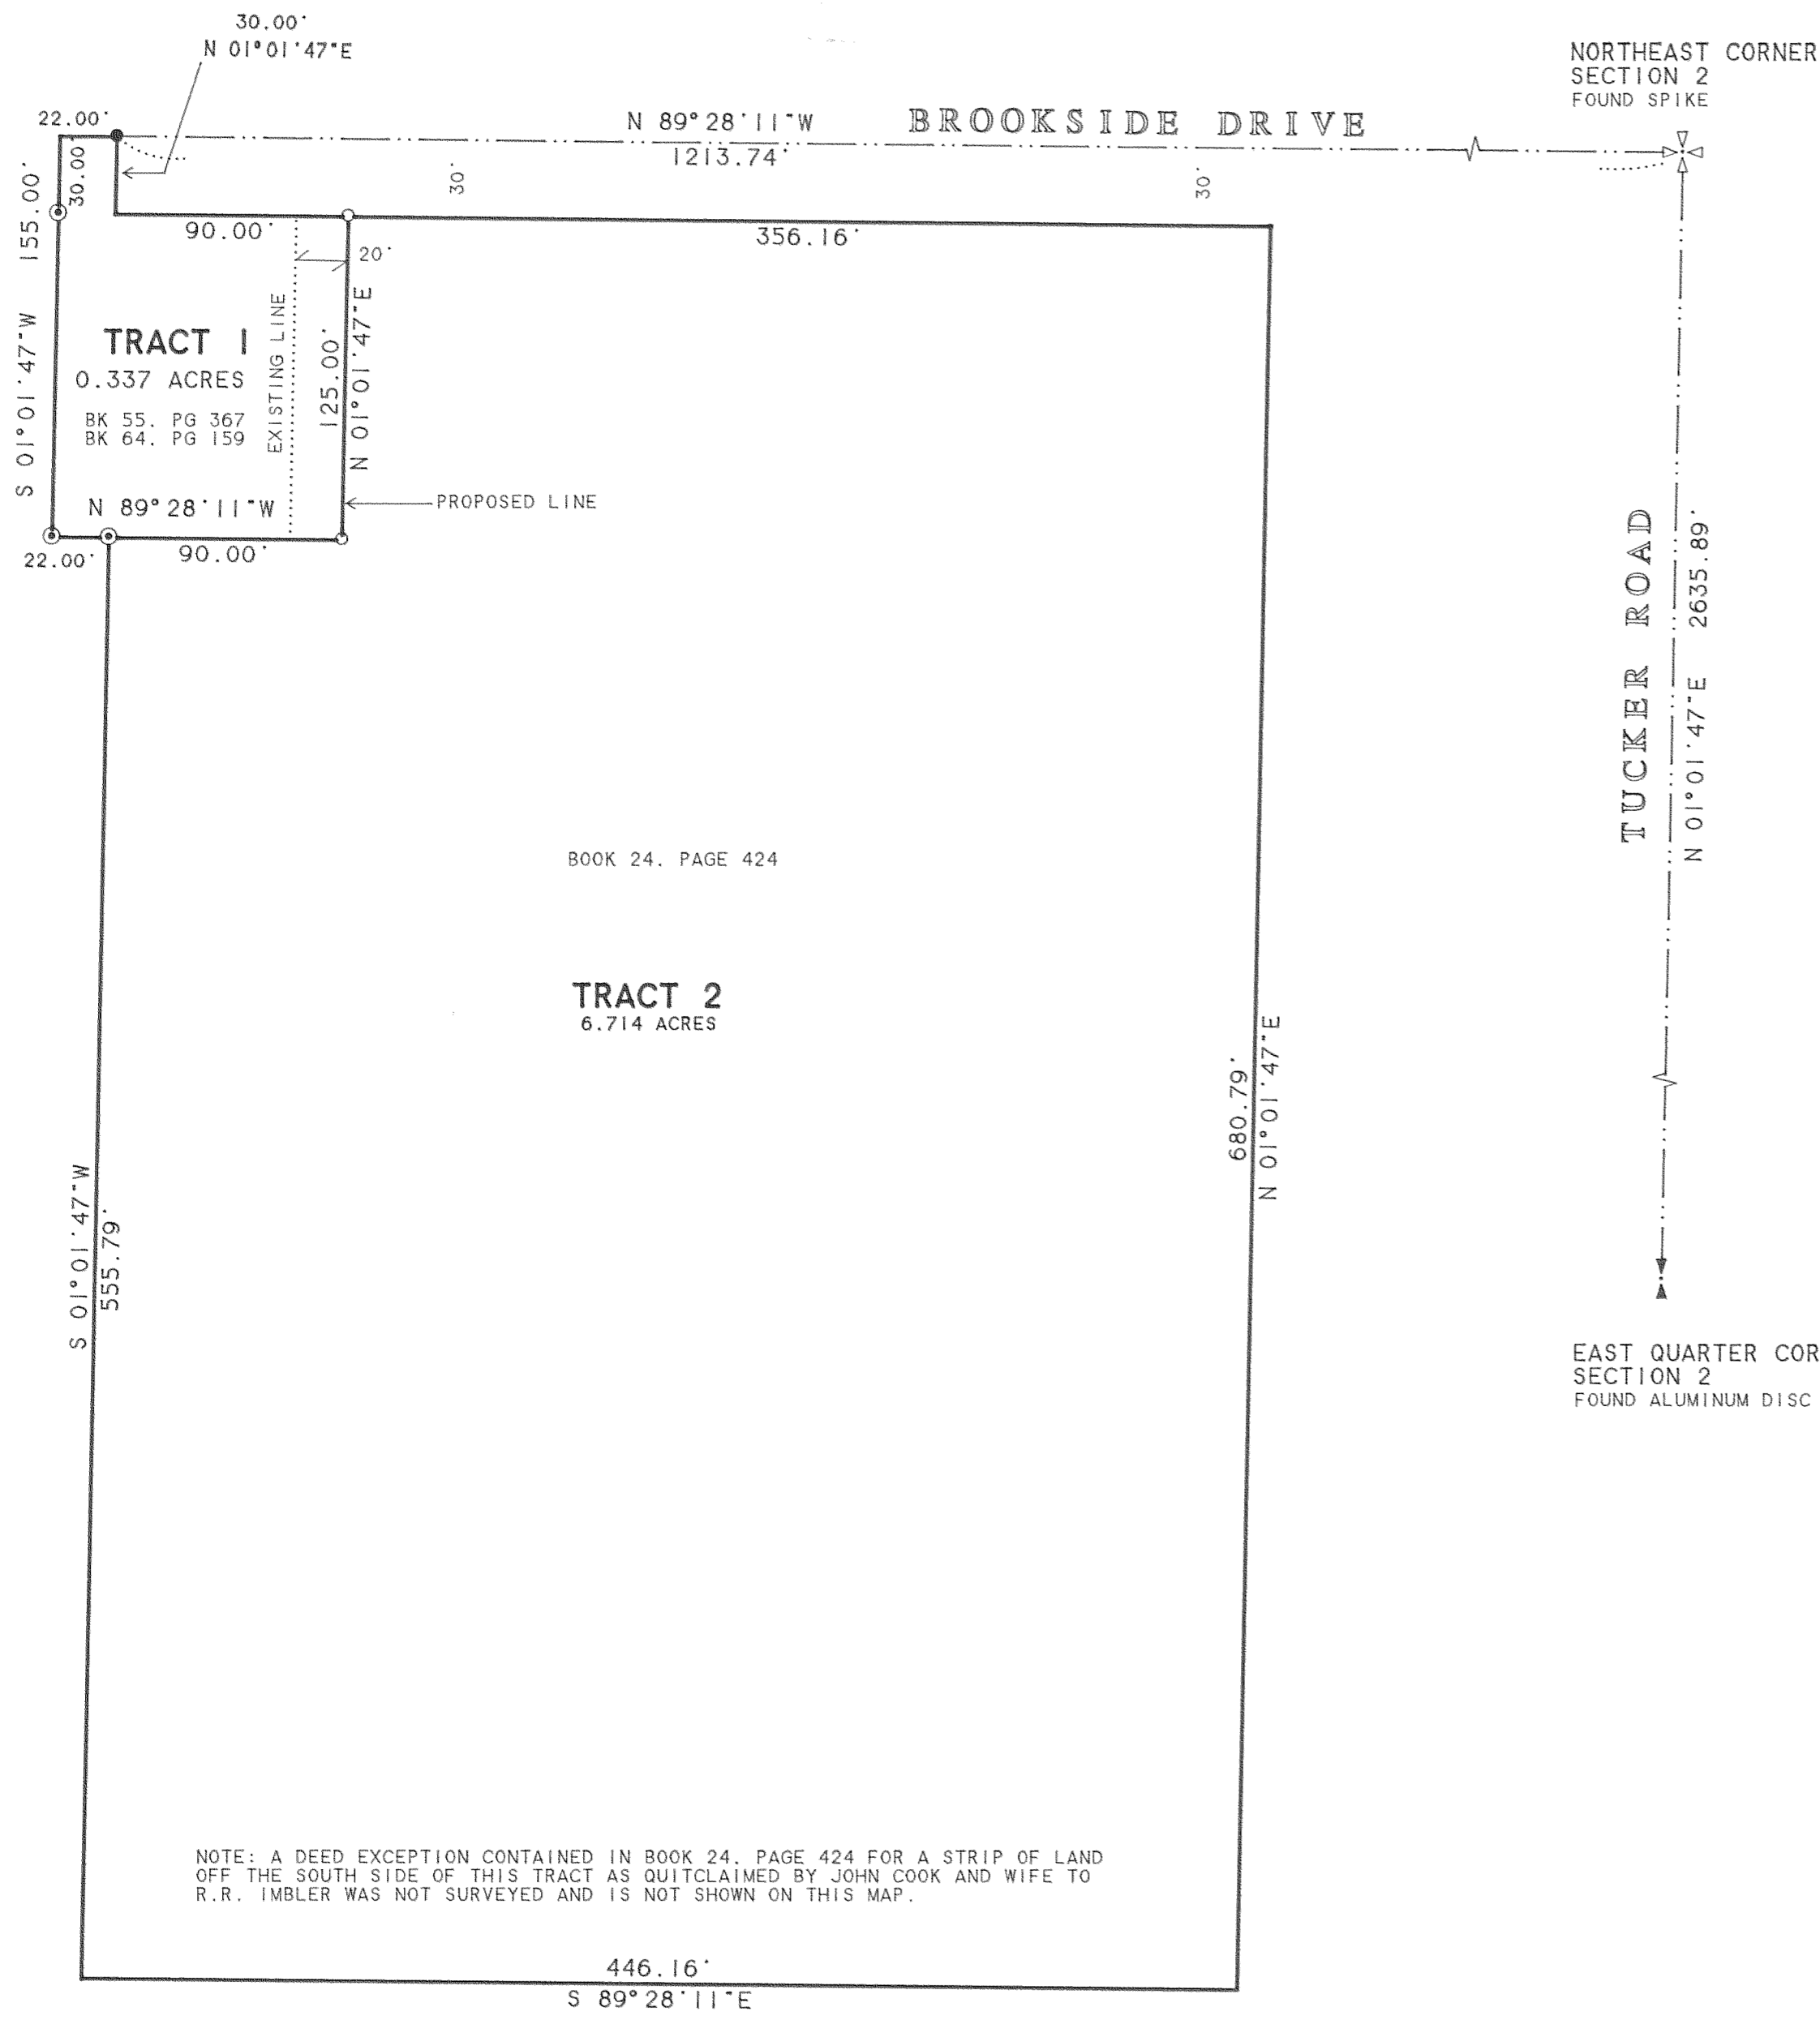 30.00'
N 01°01'47"E
NORTHEAST CORNER
SECTION 2
FOUND SPIKE
22.00'
N 89°28'11"W
BROOKSIDE DRIVE
1213.74'
30.00'
S 01°01'47"W 155.00'
30'
30'
90.00'
356.16'
20'
EXISTING LINE
125.00'
N 01°01'47"E
TRACT 1
0.337 ACRES
BK 55. PG 367
BK 64. PG 159
N 89°28'11"W
PROPOSED LINE
22.00'
90.00'
TUCKER ROAD
N 01°01'47"E 2635.89'
BOOK 24. PAGE 424
TRACT 2
6.714 ACRES
680.79'
N 01°01'47"E
S 01°01'47"W
555.79'
EAST QUARTER COR
SECTION 2
FOUND ALUMINUM DISC
NOTE: A DEED EXCEPTION CONTAINED IN BOOK 24. PAGE 424 FOR A STRIP OF LAND
OFF THE SOUTH SIDE OF THIS TRACT AS QUITCLAIMED BY JOHN COOK AND WIFE TO
R.R. IMBLER WAS NOT SURVEYED AND IS NOT SHOWN ON THIS MAP.
446.16'
S 89°28'11"E